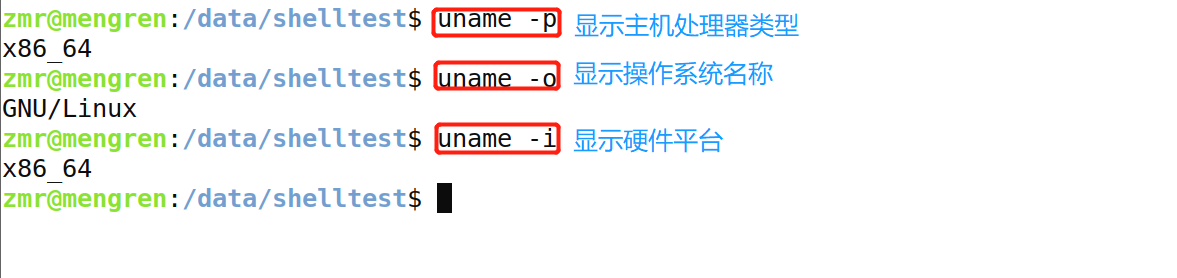 zmr@mengren:/data/shelltest$ uname -p 显示主机处理器类型
x86_64
zmr@mengren:/data/shelltest$ uname -o 显示操作系统名称
GNU/Linux
zmr@mengren:/data/shelltest$ uname -i 显示硬件平台
x86_64
zmr@mengren:/data/shelltest$